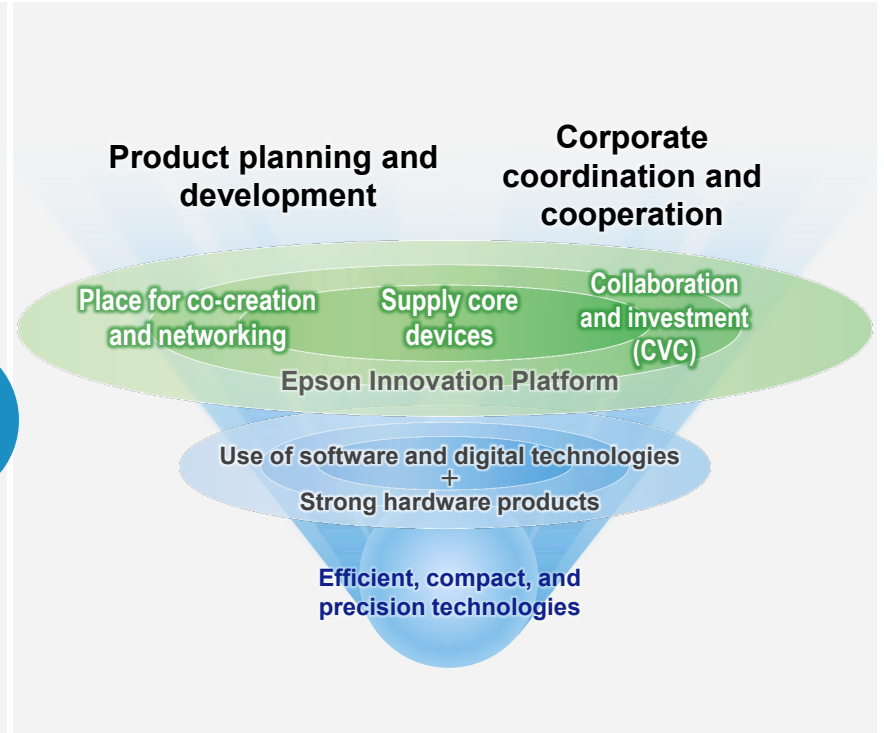 Product planning and
development
Corporate
coordination and
cooperation
Place for co-creation
and networking
Supply core
devices
Collaboration
and investment
(CVC)
Epson Innovation Platform
Use of software and digital technologies
+
Strong hardware products
Efficient, compact, and
precision technologies